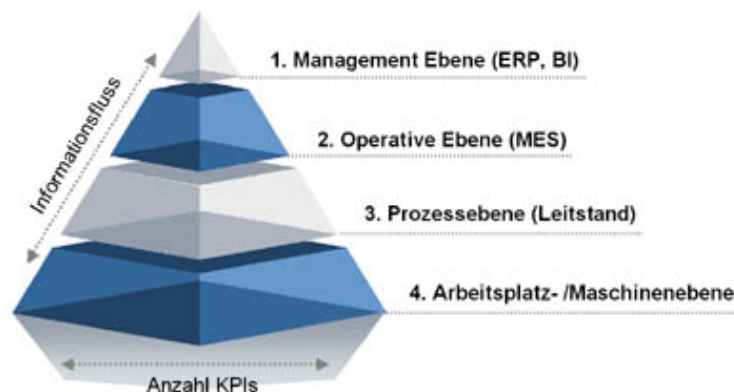 1. Management Ebene (ERP, BI)
Informationsfluss
2. Operative Ebene (MES)
3. Prozessebene (Leitstand)
4. Arbeitsplatz- /Maschinenebene
Anzahl KPIs